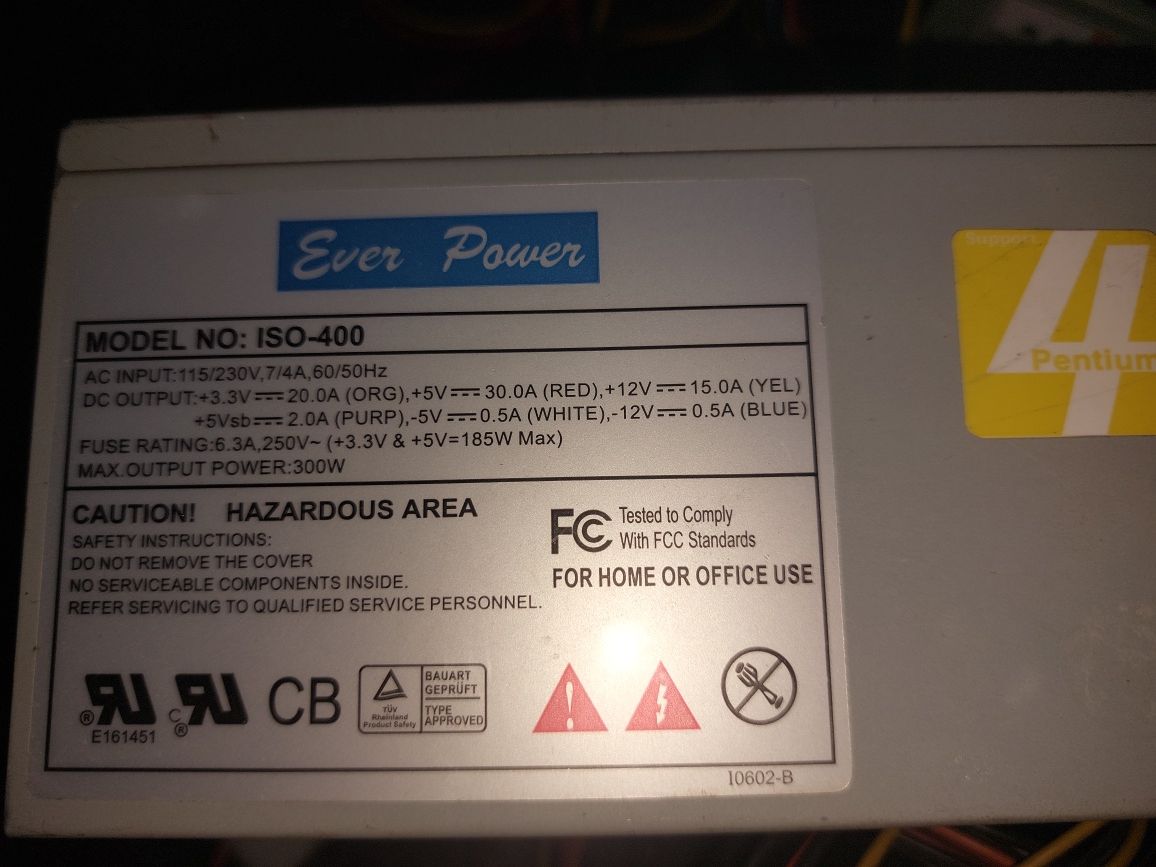 Ever Power
MODEL NO: ISO-400
AC INPUT:115/230V,7/4A,60/50Hz
DC OUTPUT:+3.3V⎓20.0A (ORG),+5V⎓30.0A (RED),+12V⎓15.0A (YEL)
+5Vsb⎓2.0A (PURP),-5V⎓0.5A (WHITE),-12V⎓0.5A (BLUE)
FUSE RATING:6.3A,250V~ (+3.3V & +5V=185W Max)
MAX.OUTPUT POWER:300W
CAUTION! HAZARDOUS AREA
SAFETY INSTRUCTIONS:
DO NOT REMOVE THE COVER
NO SERVICEABLE COMPONENTS INSIDE.
REFER SERVICING TO QUALIFIED SERVICE PERSONNEL.
FC Tested to Comply
With FCC Standards
FOR HOME OR OFFICE USE
® RU
E161451
C RU ®
CB
TÜV
Rheinland
Product Safety
BAUART
GEPRÜFT
TYPE
APPROVED
I0602-B
Support
4
Pentium